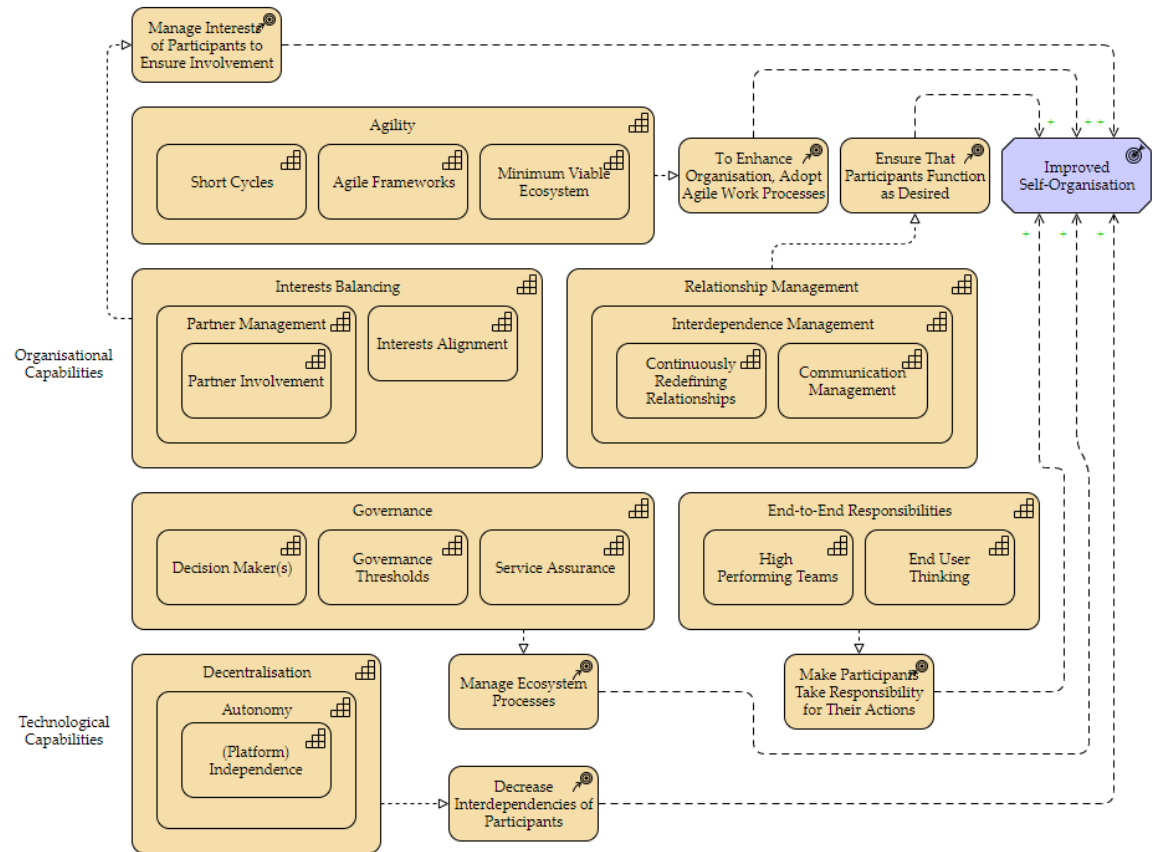 Manage Interests
of Participants to
Ensure Involvement
Agility
Short Cycles
Agile Frameworks
Minimum Viable
Ecosystem
To Enhance
Organisation, Adopt
Agile Work Processes
Ensure That
Participants Function
as Desired
+
+ +
Improved
Self-Organisation
+
+
+
Organisational
Capabilities
Interests Balancing
Partner Management
Partner Involvement
Interests Alignment
Relationship Management
Interdependence Management
Continuously
Redefining
Relationships
Communication
Management
Governance
Decision Maker(s)
Governance
Thresholds
Service Assurance
End-to-End Responsibilities
High
Performing Teams
End User
Thinking
Technological
Capabilities
Decentralisation
Autonomy
(Platform)
Independence
Manage Ecosystem
Processes
Make Participants
Take Responsibility
for Their Actions
Decrease
Interdependencies of
Participants